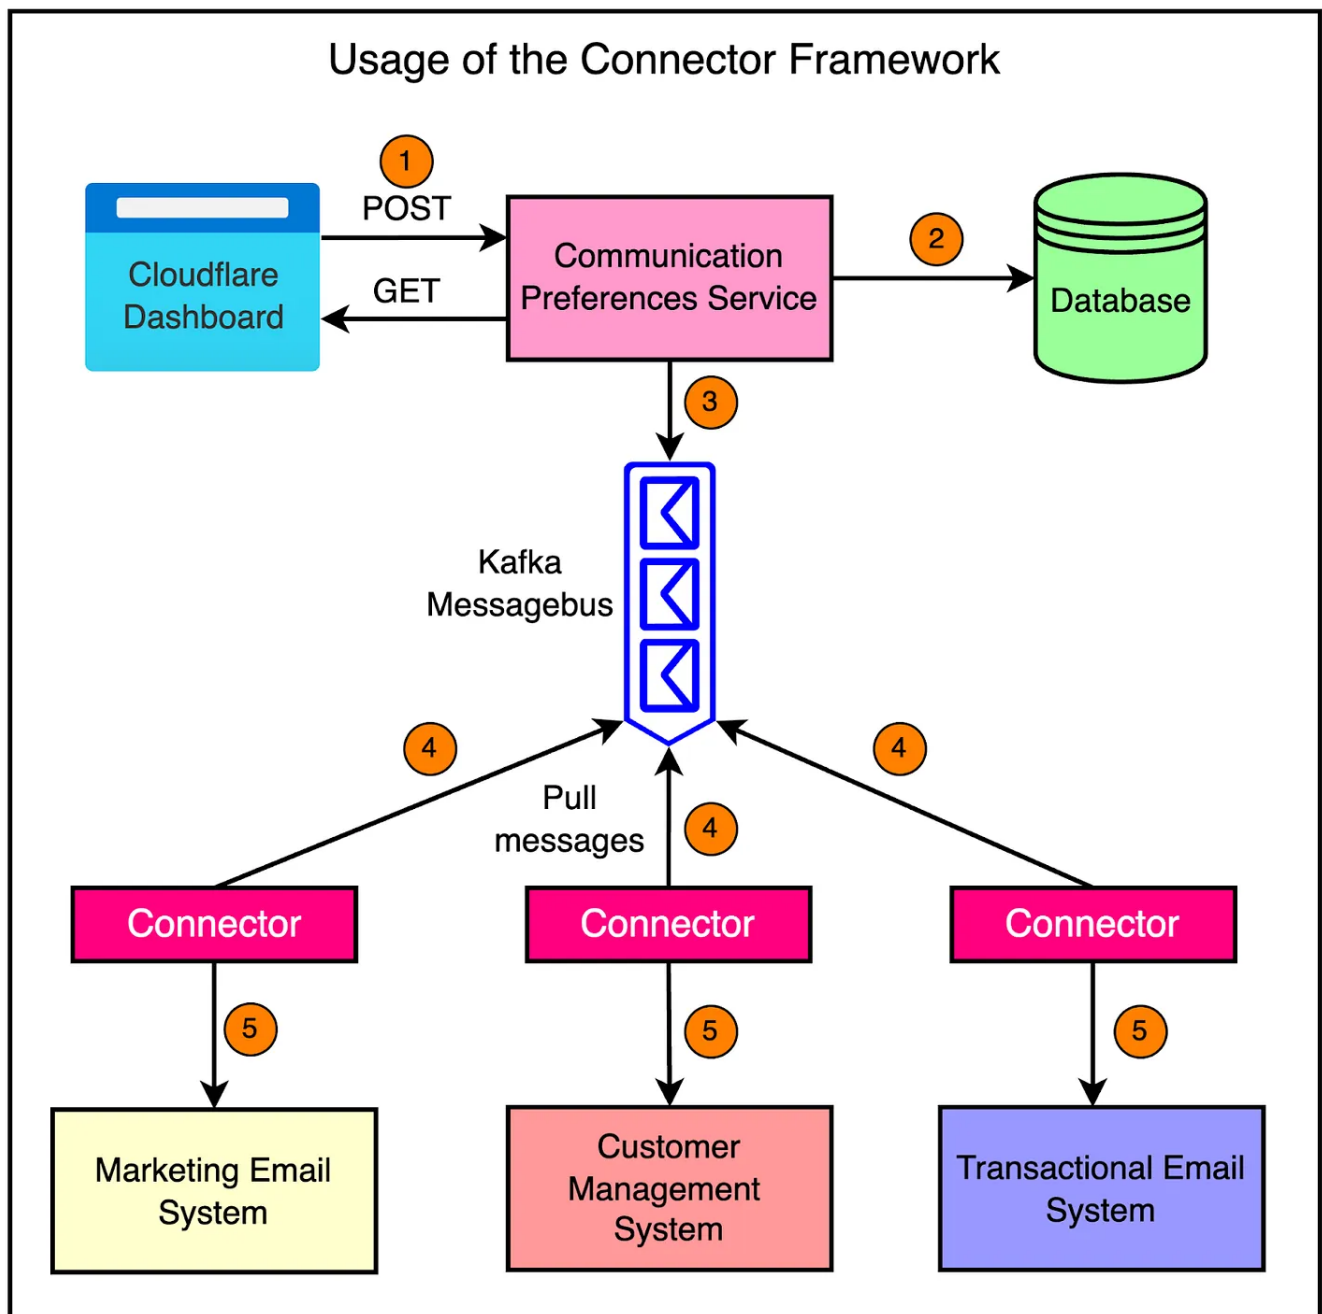 Usage of the Connector Framework
1
POST
GET
Cloudflare
Dashboard
Communication
Preferences Service
2
Database
3
Kafka
Messagebus
4
4
Pull
messages
4
Connector
Connector
Connector
5
5
5
Marketing Email
System
Customer
Management
System
Transactional Email
System